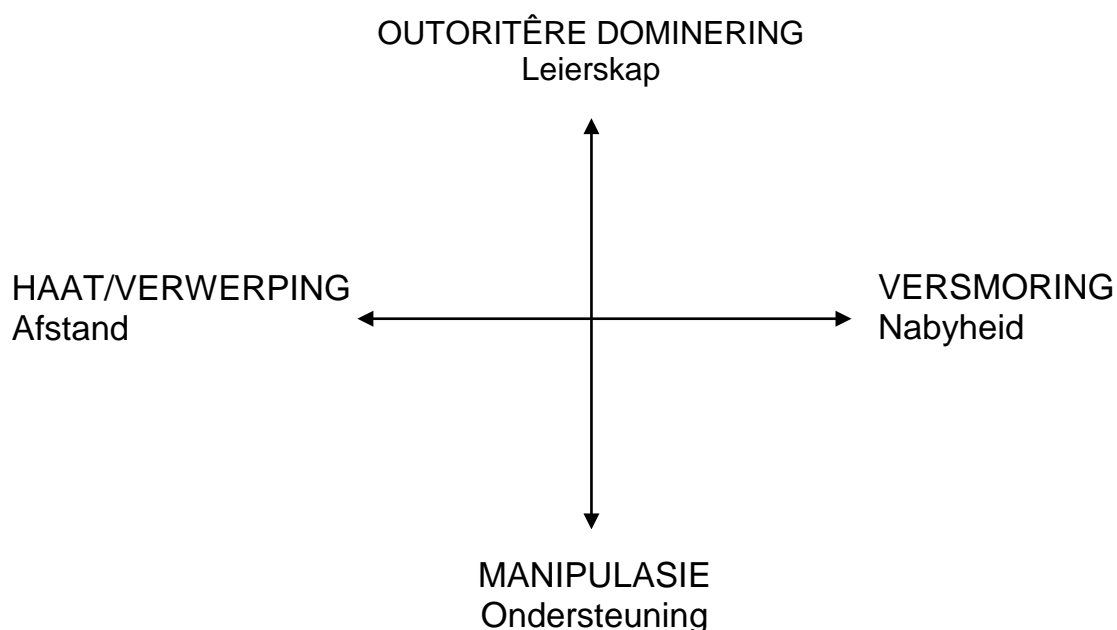 OUTORITÊRE DOMINERING
Leierskap
HAAT/VERWERPING
Afstand
VERSMORING
Nabyheid
MANIPULASIE
Ondersteuning